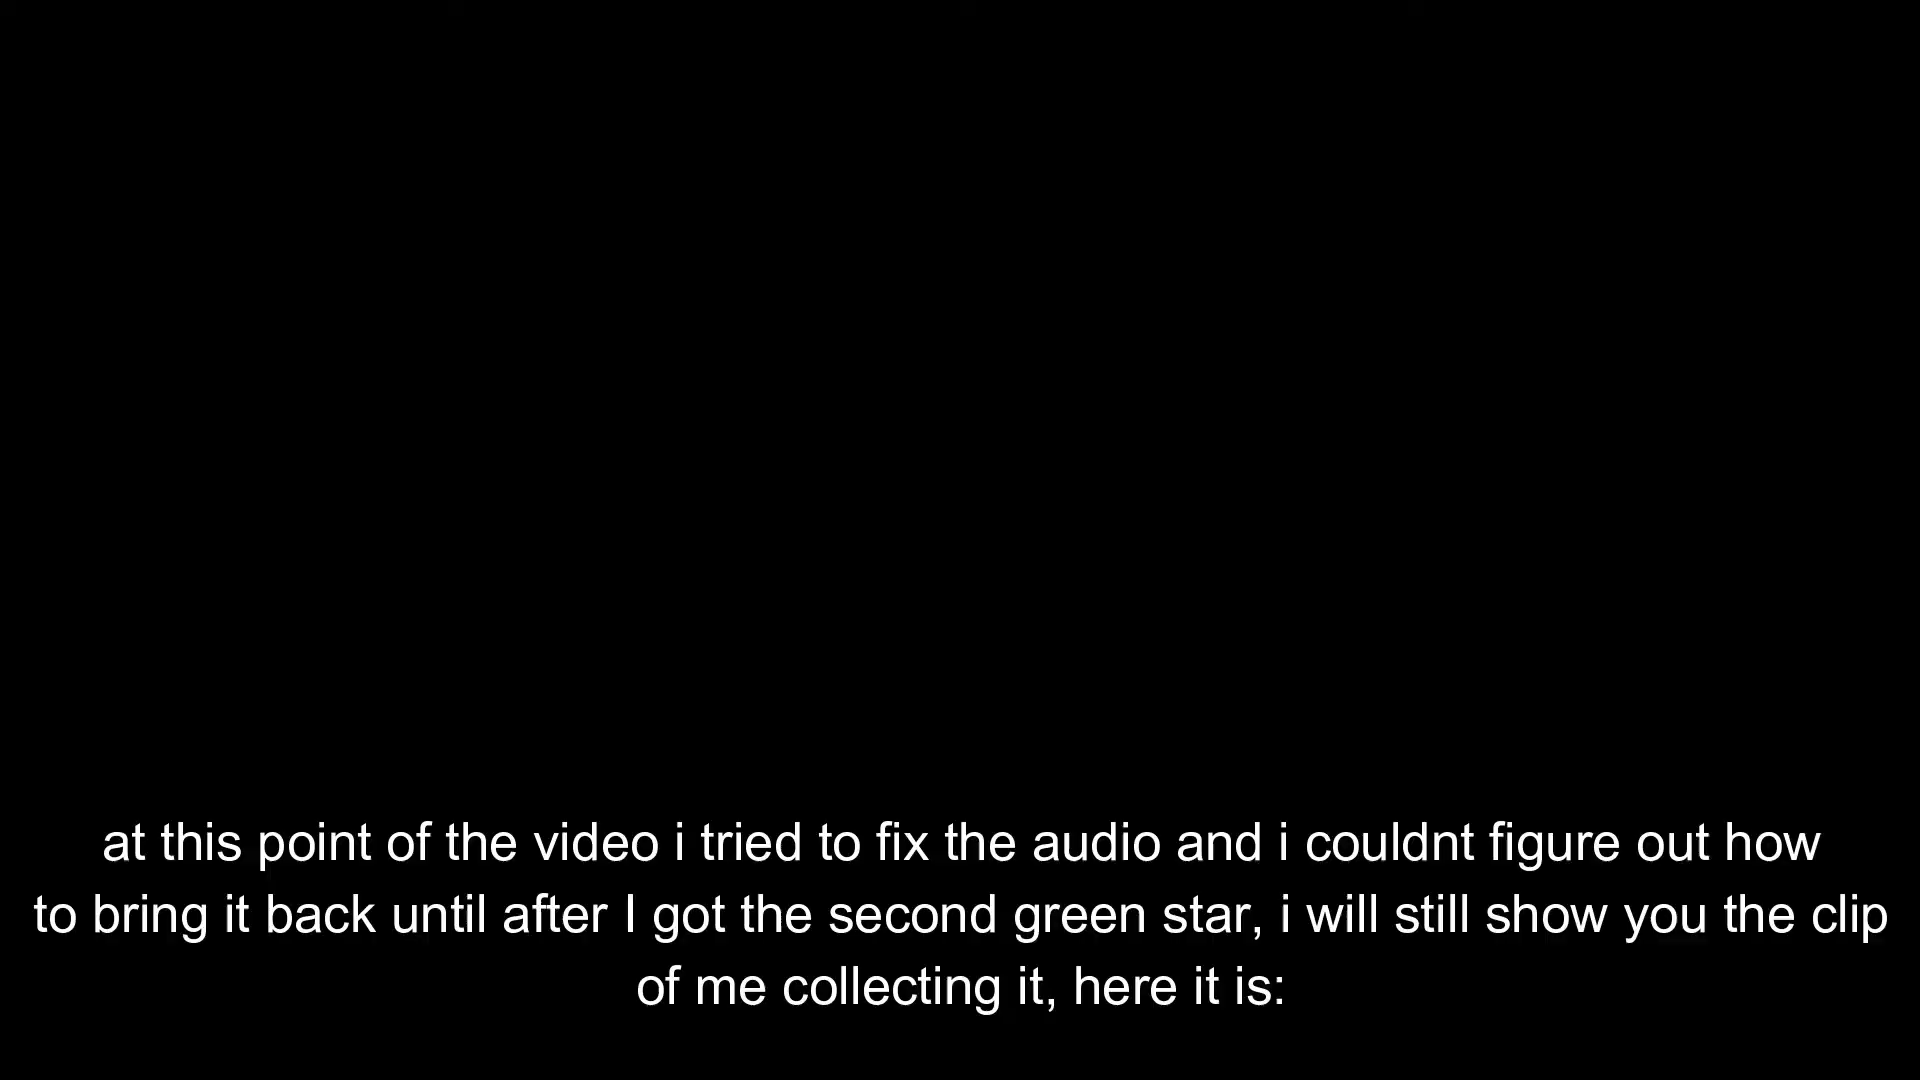 at this point of the video i tried to fix the audio and i couldnt figure out how
to bring it back until after I got the second green star, i will still show you the clip
of me collecting it, here it is: